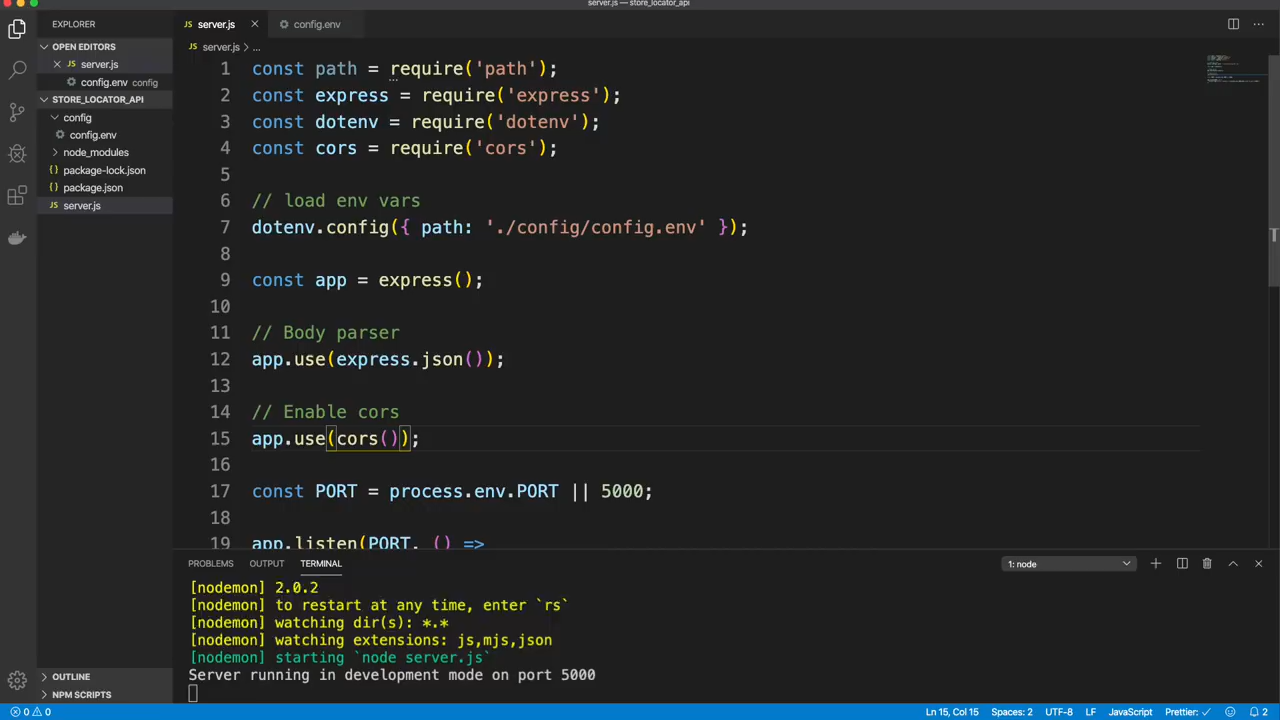 server.js — store_locator_api
EXPLORER
OPEN EDITORS
server.js
config.env config
STORE_LOCATOR_API
config
config.env
node_modules
{} package-lock.json
{} package.json
JS server.js
OUTLINE
NPM SCRIPTS
JS server.js
config.env
JS server.js > ...
1 const path = require('path');
2 const express = require('express');
3 const dotenv = require('dotenv');
4 const cors = require('cors');
5
6 // load env vars
7 dotenv.config({ path: './config/config.env' });
8
9 const app = express();
10
11 // Body parser
12 app.use(express.json());
13
14 // Enable cors
15 app.use(cors());
16
17 const PORT = process.env.PORT || 5000;
18
19 app.listen(PORT, () =>
PROBLEMS OUTPUT TERMINAL 1: node
[nodemon] 2.0.2
[nodemon] to restart at any time, enter `rs`
[nodemon] watching dir(s): *.*
[nodemon] watching extensions: js,mjs,json
[nodemon] starting `node server.js`
Server running in development mode on port 5000
0 0 Ln 15, Col 15 Spaces: 2 UTF-8 LF JavaScript Prettier: ✓ 2